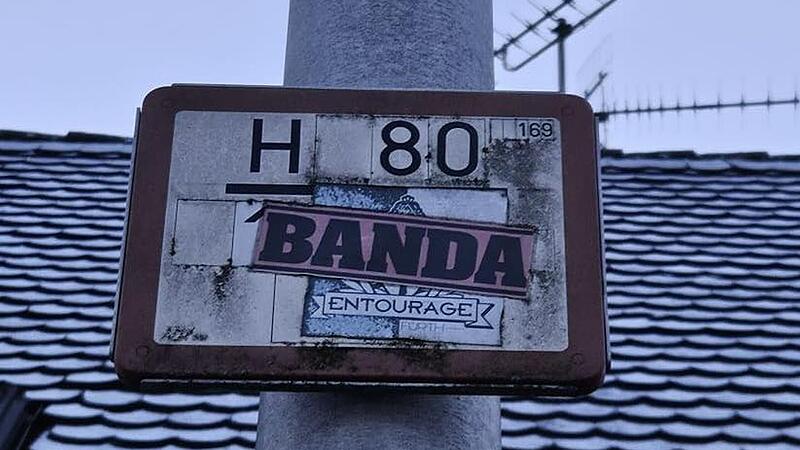 H 80 169
BANDA
ENTOURAGE
FÜRTH